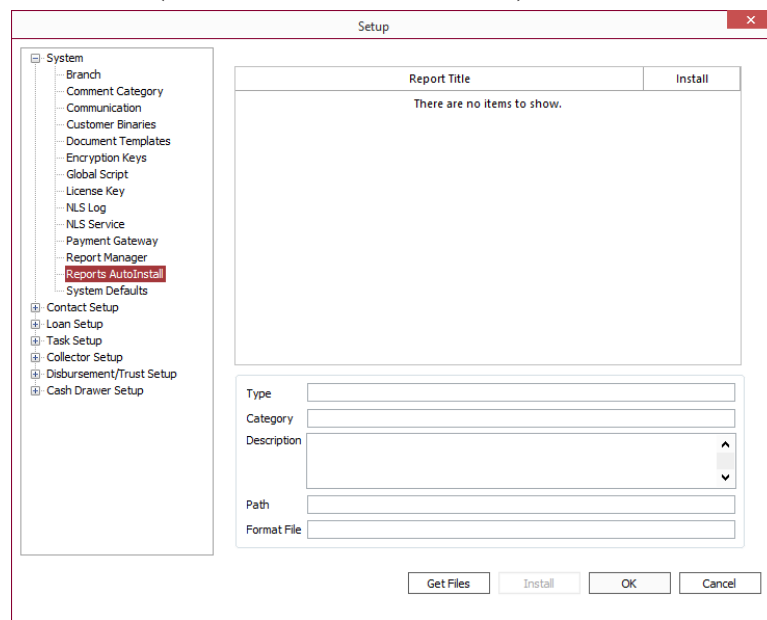 Setup
System
Branch
Comment Category
Communication
Customer Binaries
Document Templates
Encryption Keys
Global Script
License Key
NLS Log
NLS Service
Payment Gateway
Report Manager
Reports AutoInstall
System Defaults
Contact Setup
Loan Setup
Task Setup
Collector Setup
Disbursement/Trust Setup
Cash Drawer Setup
Report Title Install
There are no items to show.
Type
Category
Description
Path
Format File
Get Files Install OK Cancel